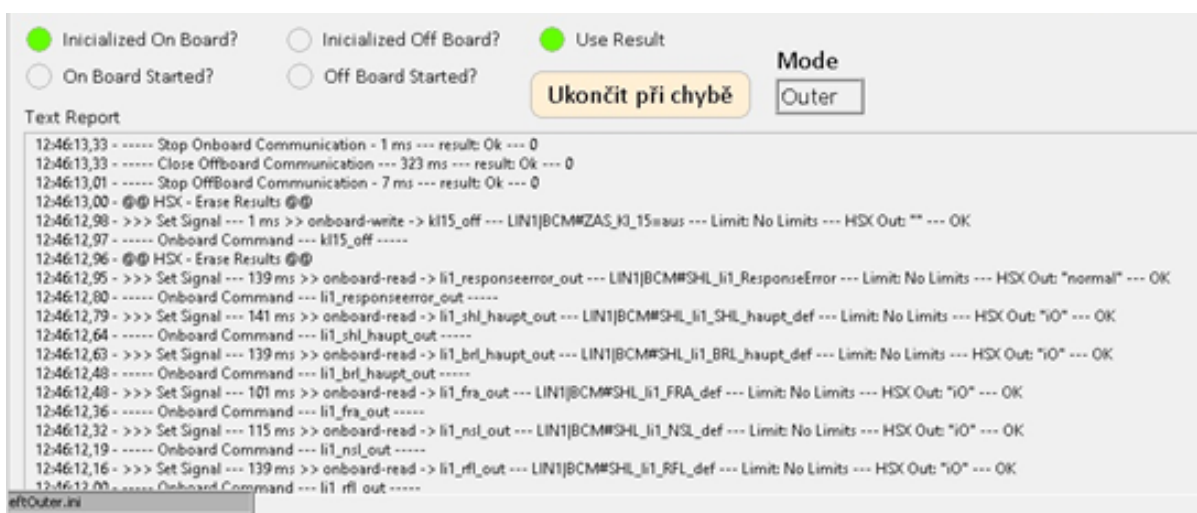 Inicialized On Board?
Inicialized Off Board?
Use Result
On Board Started?
Off Board Started?
Ukončit při chybě
Mode
Outer
Text Report
12:46:13,33 - ----- Stop Onboard Communication - 1 ms --- result: Ok --- 0
12:46:13,33 - ----- Close Offboard Communication --- 323 ms --- result: Ok --- 0
12:46:13,01 - ----- Stop OffBoard Communication - 7 ms --- result: Ok --- 0
12:46:13,00 - @@ HSX - Erase Results @@
12:46:12,98 - >>> Set Signal --- 1 ms >> onboard-write -> kl15_off --- LIN1|BCM#ZAS_Kl_15=aus --- Limit: No Limits --- HSX Out: "" --- OK
12:46:12,97 - ----- Onboard Command --- kl15_off -----
12:46:12,96 - @@ HSX - Erase Results @@
12:46:12,95 - >>> Set Signal --- 139 ms >> onboard-read -> li1_responseerror_out --- LIN1|BCM#SHL_li1_ResponseError --- Limit: No Limits --- HSX Out: "normal" --- OK
12:46:12,80 - ----- Onboard Command --- li1_responseerror_out -----
12:46:12,79 - >>> Set Signal --- 141 ms >> onboard-read -> li1_shl_haupt_out --- LIN1|BCM#SHL_li1_SHL_haupt_def --- Limit: No Limits --- HSX Out: "iO" --- OK
12:46:12,64 - ----- Onboard Command --- li1_shl_haupt_out -----
12:46:12,63 - >>> Set Signal --- 139 ms >> onboard-read -> li1_brl_haupt_out --- LIN1|BCM#SHL_li1_BRL_haupt_def --- Limit: No Limits --- HSX Out: "iO" --- OK
12:46:12,48 - ----- Onboard Command --- li1_brl_haupt_out -----
12:46:12,48 - >>> Set Signal --- 101 ms >> onboard-read -> li1_fra_out --- LIN1|BCM#SHL_li1_FRA_def --- Limit: No Limits --- HSX Out: "iO" --- OK
12:46:12,36 - ----- Onboard Command --- li1_fra_out -----
12:46:12,32 - >>> Set Signal --- 115 ms >> onboard-read -> li1_nsl_out --- LIN1|BCM#SHL_li1_NSL_def --- Limit: No Limits --- HSX Out: "iO" --- OK
12:46:12,19 - ----- Onboard Command --- li1_nsl_out -----
12:46:12,16 - >>> Set Signal --- 139 ms >> onboard-read -> li1_rfl_out --- LIN1|BCM#SHL_li1_RFL_def --- Limit: No Limits --- HSX Out: "iO" --- OK
12:46:12,00 - ----- Onboard Command --- li1_rfl_out -----
eftOuter.ini